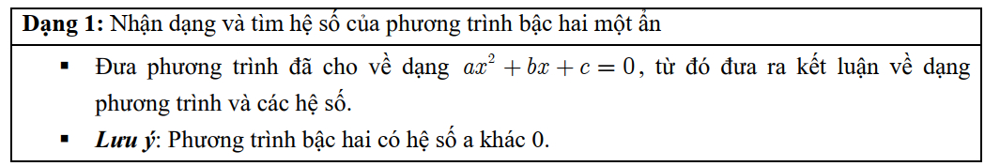 Dạng 1: Nhận dạng và tìm hệ số của phương trình bậc hai một ẩn
▪ Đưa phương trình đã cho về dạng ax² + bx + c = 0, từ đó đưa ra kết luận về dạng
phương trình và các hệ số.
▪ Lưu ý: Phương trình bậc hai có hệ số a khác 0.